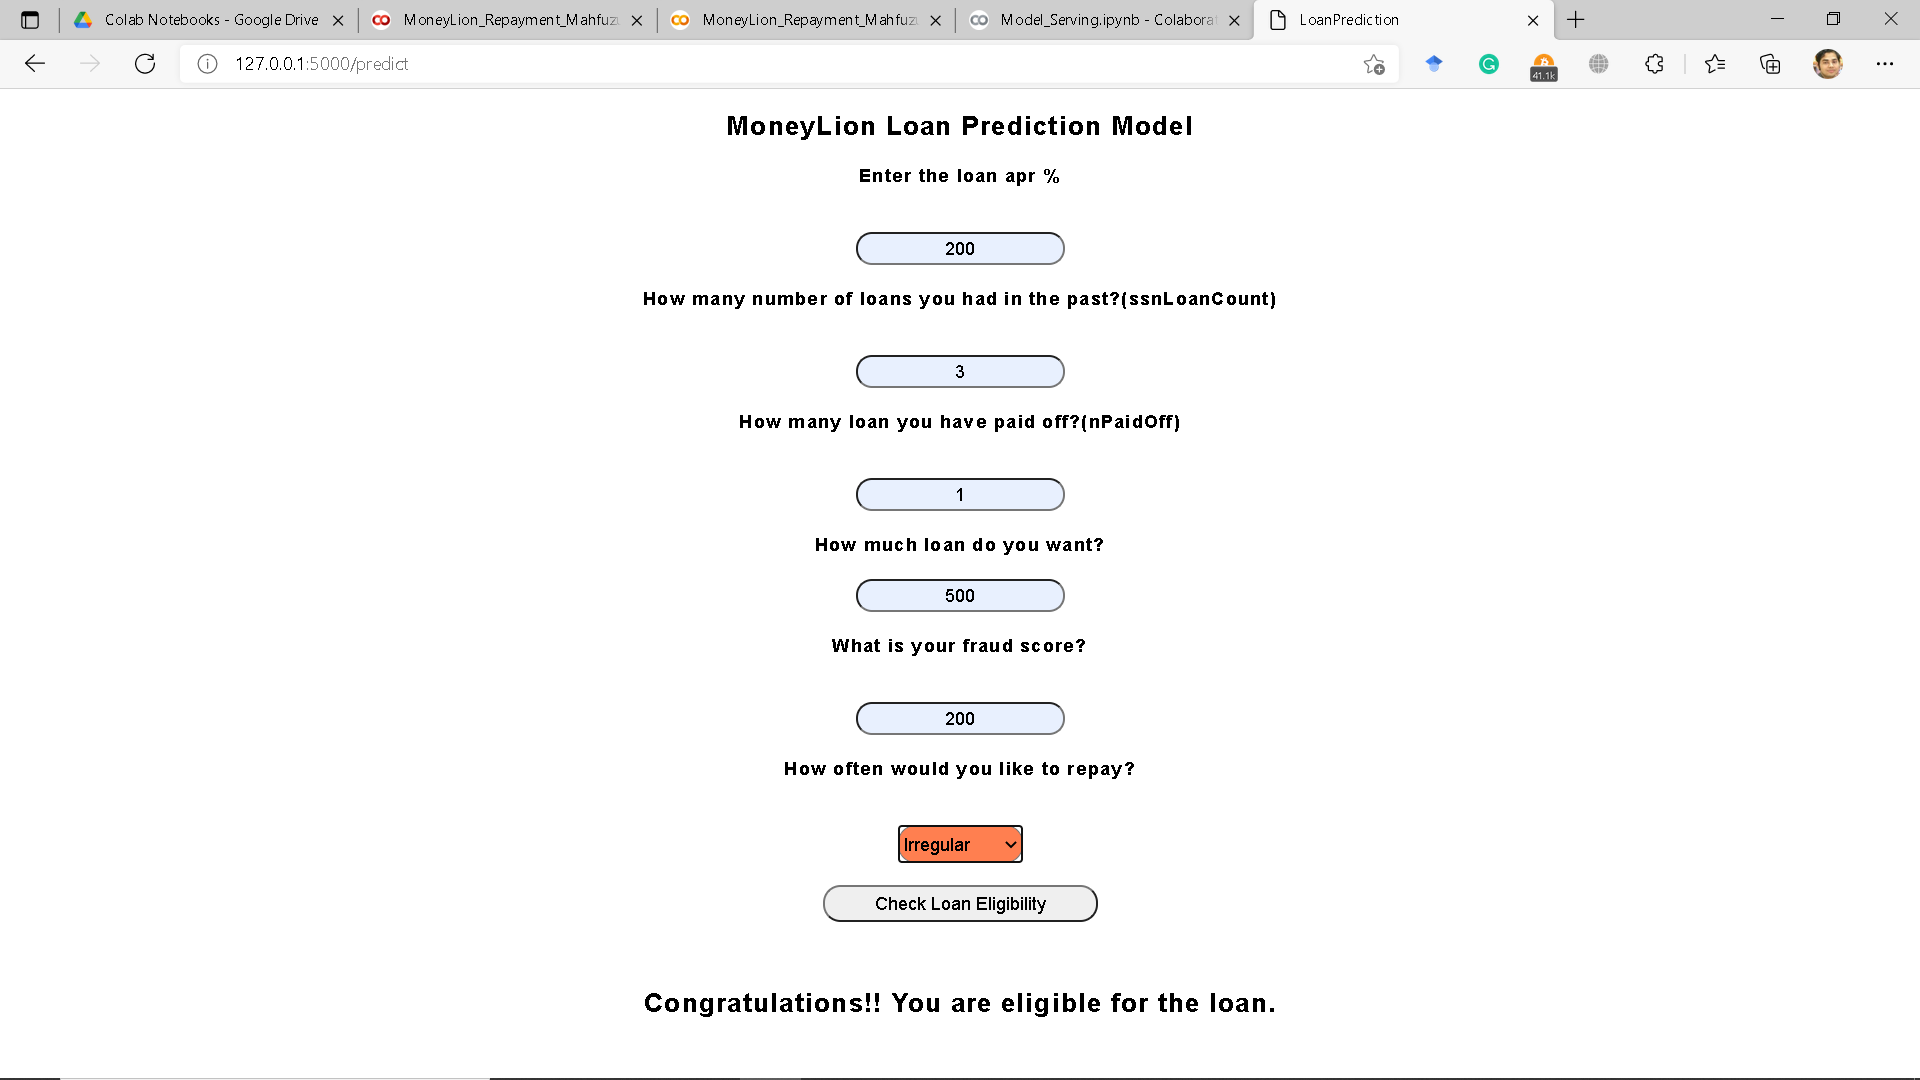 Colab Notebooks - Google Drive
MoneyLion_Repayment_Mahfuz
MoneyLion_Repayment_Mahfuz
Model_Serving.ipynb - Colabora
LoanPrediction
127.0.0.1:5000/predict
41.1k
MoneyLion Loan Prediction Model
Enter the loan apr %
200
How many number of loans you had in the past?(ssnLoanCount)
3
How many loan you have paid off?(nPaidOff)
1
How much loan do you want?
500
What is your fraud score?
200
How often would you like to repay?
Irregular
Check Loan Eligibility
Congratulations!! You are eligible for the loan.